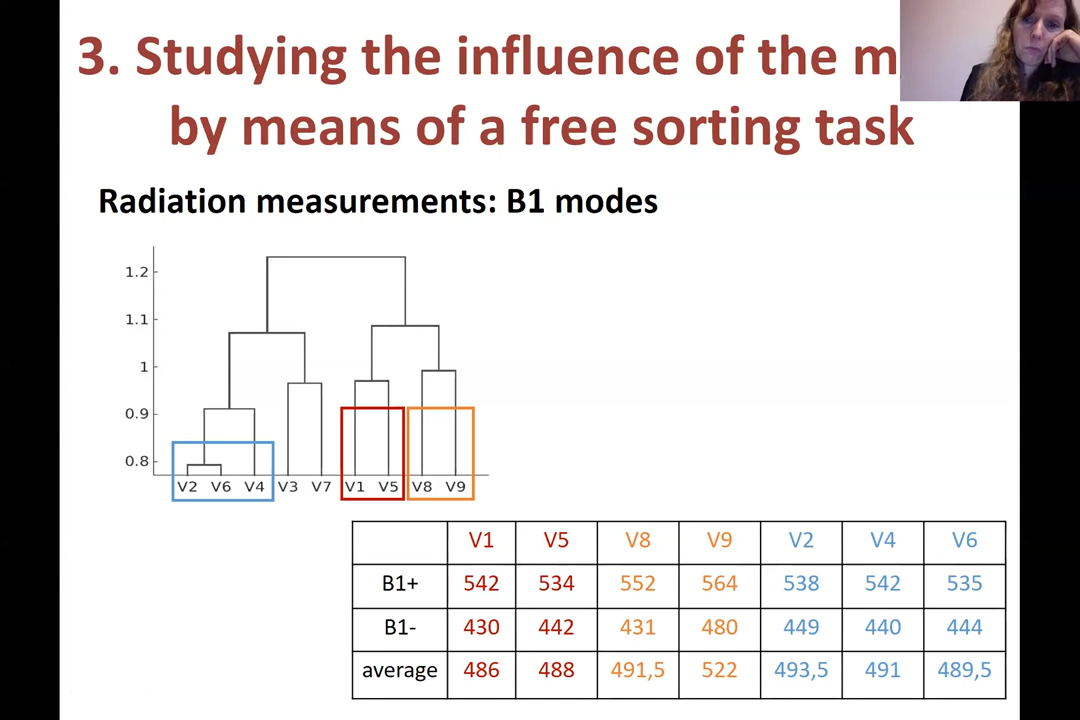 3. Studying the influence of the
by means of a free sorting task
Radiation measurements: B1 modes
1.2
1.1
1
0.9
0.8
V2 V6 V4 V3 V7 V1 V5 V8 V9
V1 V5 V8 V9 V2 V4 V6
B1+ 542 534 552 564 538 542 535
B1- 430 442 431 480 449 440 444
average 486 488 491,5 522 493,5 491 489,5